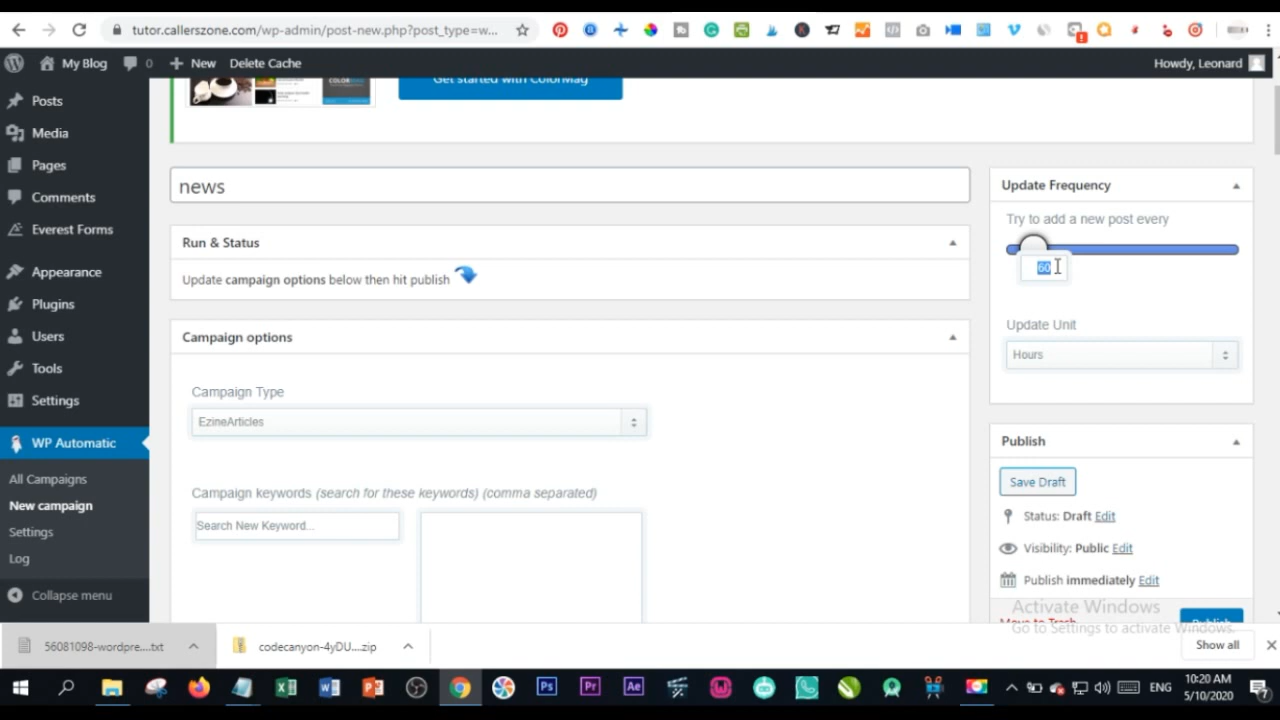 tutor.callerszone.com/wp-admin/post-new.php?post_type=w...
My Blog 0 New Delete Cache Howdy, Leonard
Get started with ColorMag
Posts
Media
Pages
Comments
Everest Forms
Appearance
Plugins
Users
Tools
Settings
WP Automatic
All Campaigns
New campaign
Settings
Log
Collapse menu
news
Run & Status
Update campaign options below then hit publish
Campaign options
Campaign Type
EzineArticles
Campaign keywords (search for these keywords) (comma separated)
Search New Keyword...
Update Frequency
Try to add a new post every
60
Update Unit
Hours
Publish
Save Draft
Status: Draft Edit
Visibility: Public Edit
Publish immediately Edit
Move to Trash
Publish
Activate Windows
Go to Settings to activate Windows.
56081098-wordpre....txt
codecanyon-4yDU....zip
Show all
ENG
10:20 AM
5/10/2020
7